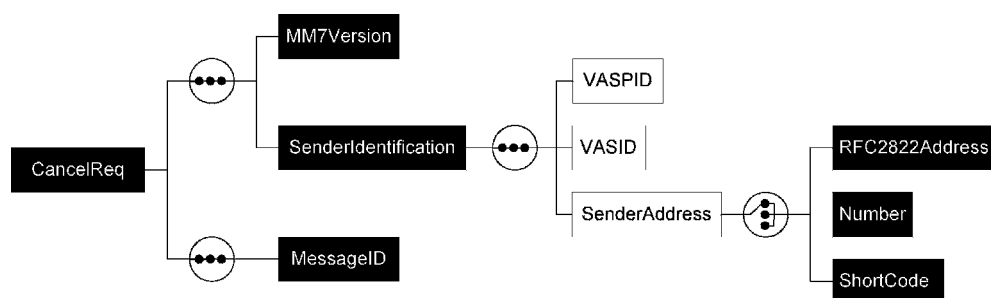 MM7Version
VASPID
SenderIdentification
VASID
RFC2822Address
CancelReq
SenderAddress
Number
MessageID
ShortCode